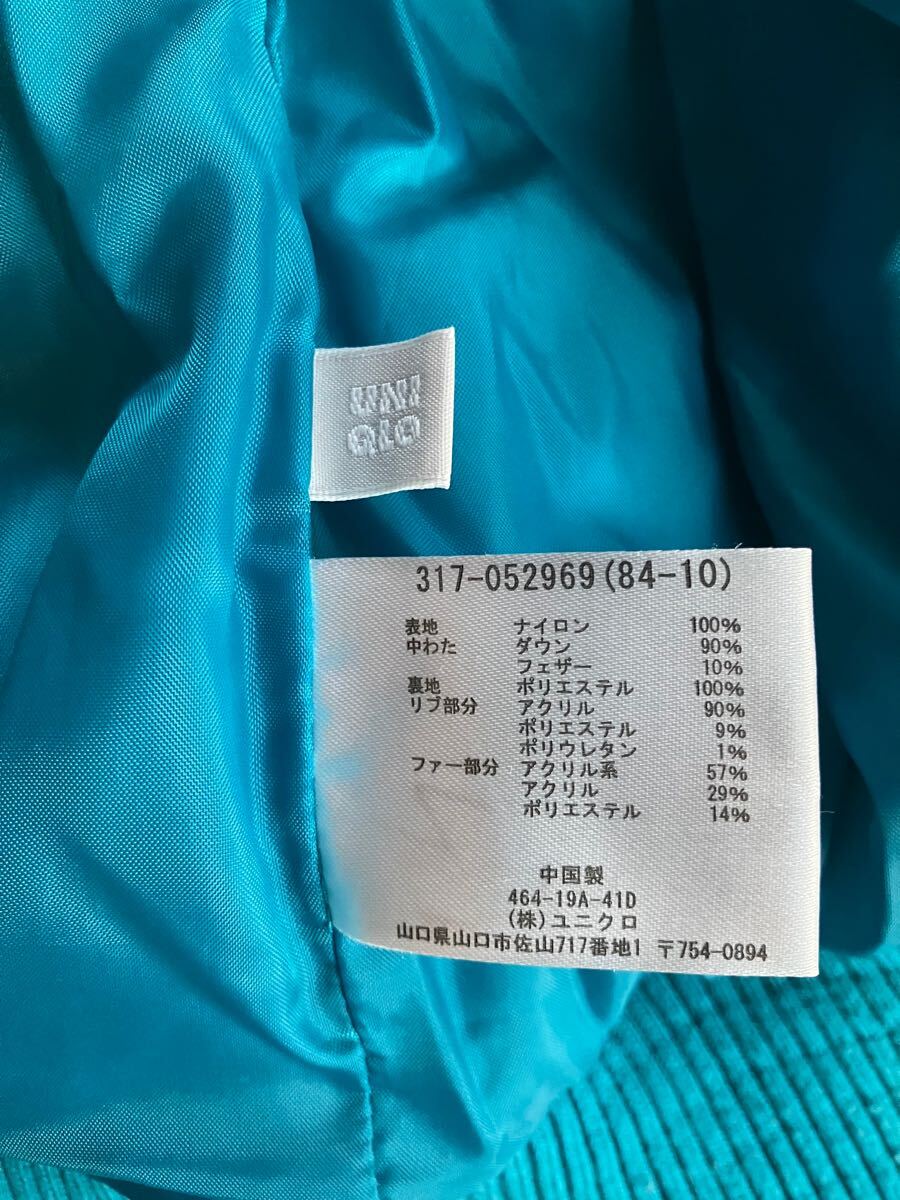 UNI
QLO
317-052969(84-10)
表地 ナイロン 100%
中わた ダウン 90%
フェザー 10%
裏地 ポリエステル 100%
リブ部分 アクリル 90%
ポリエステル 9%
ポリウレタン 1%
ファー部分 アクリル系 57%
アクリル 29%
ポリエステル 14%
中国製
464-19A-41D
(株)ユニクロ
山口県山口市佐山717番地1 〒754-0894